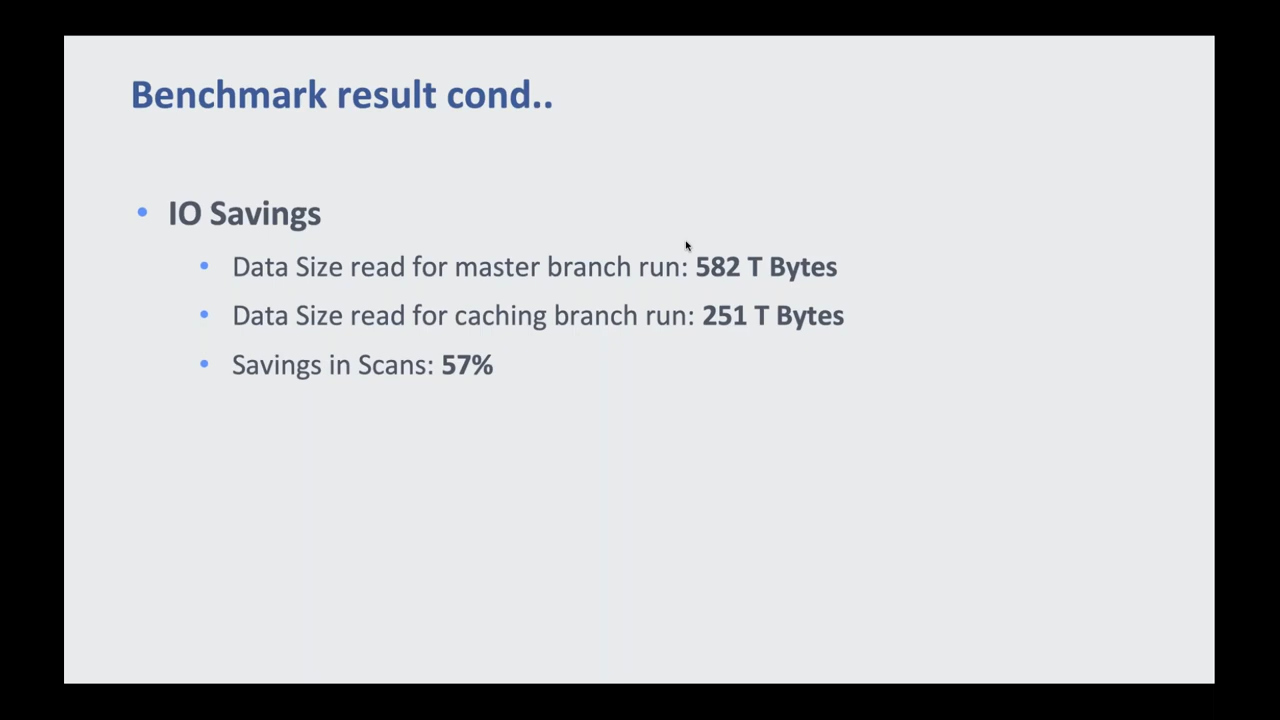 Benchmark result cond..
• IO Savings
• Data Size read for master branch run: 582 T Bytes
• Data Size read for caching branch run: 251 T Bytes
• Savings in Scans: 57%